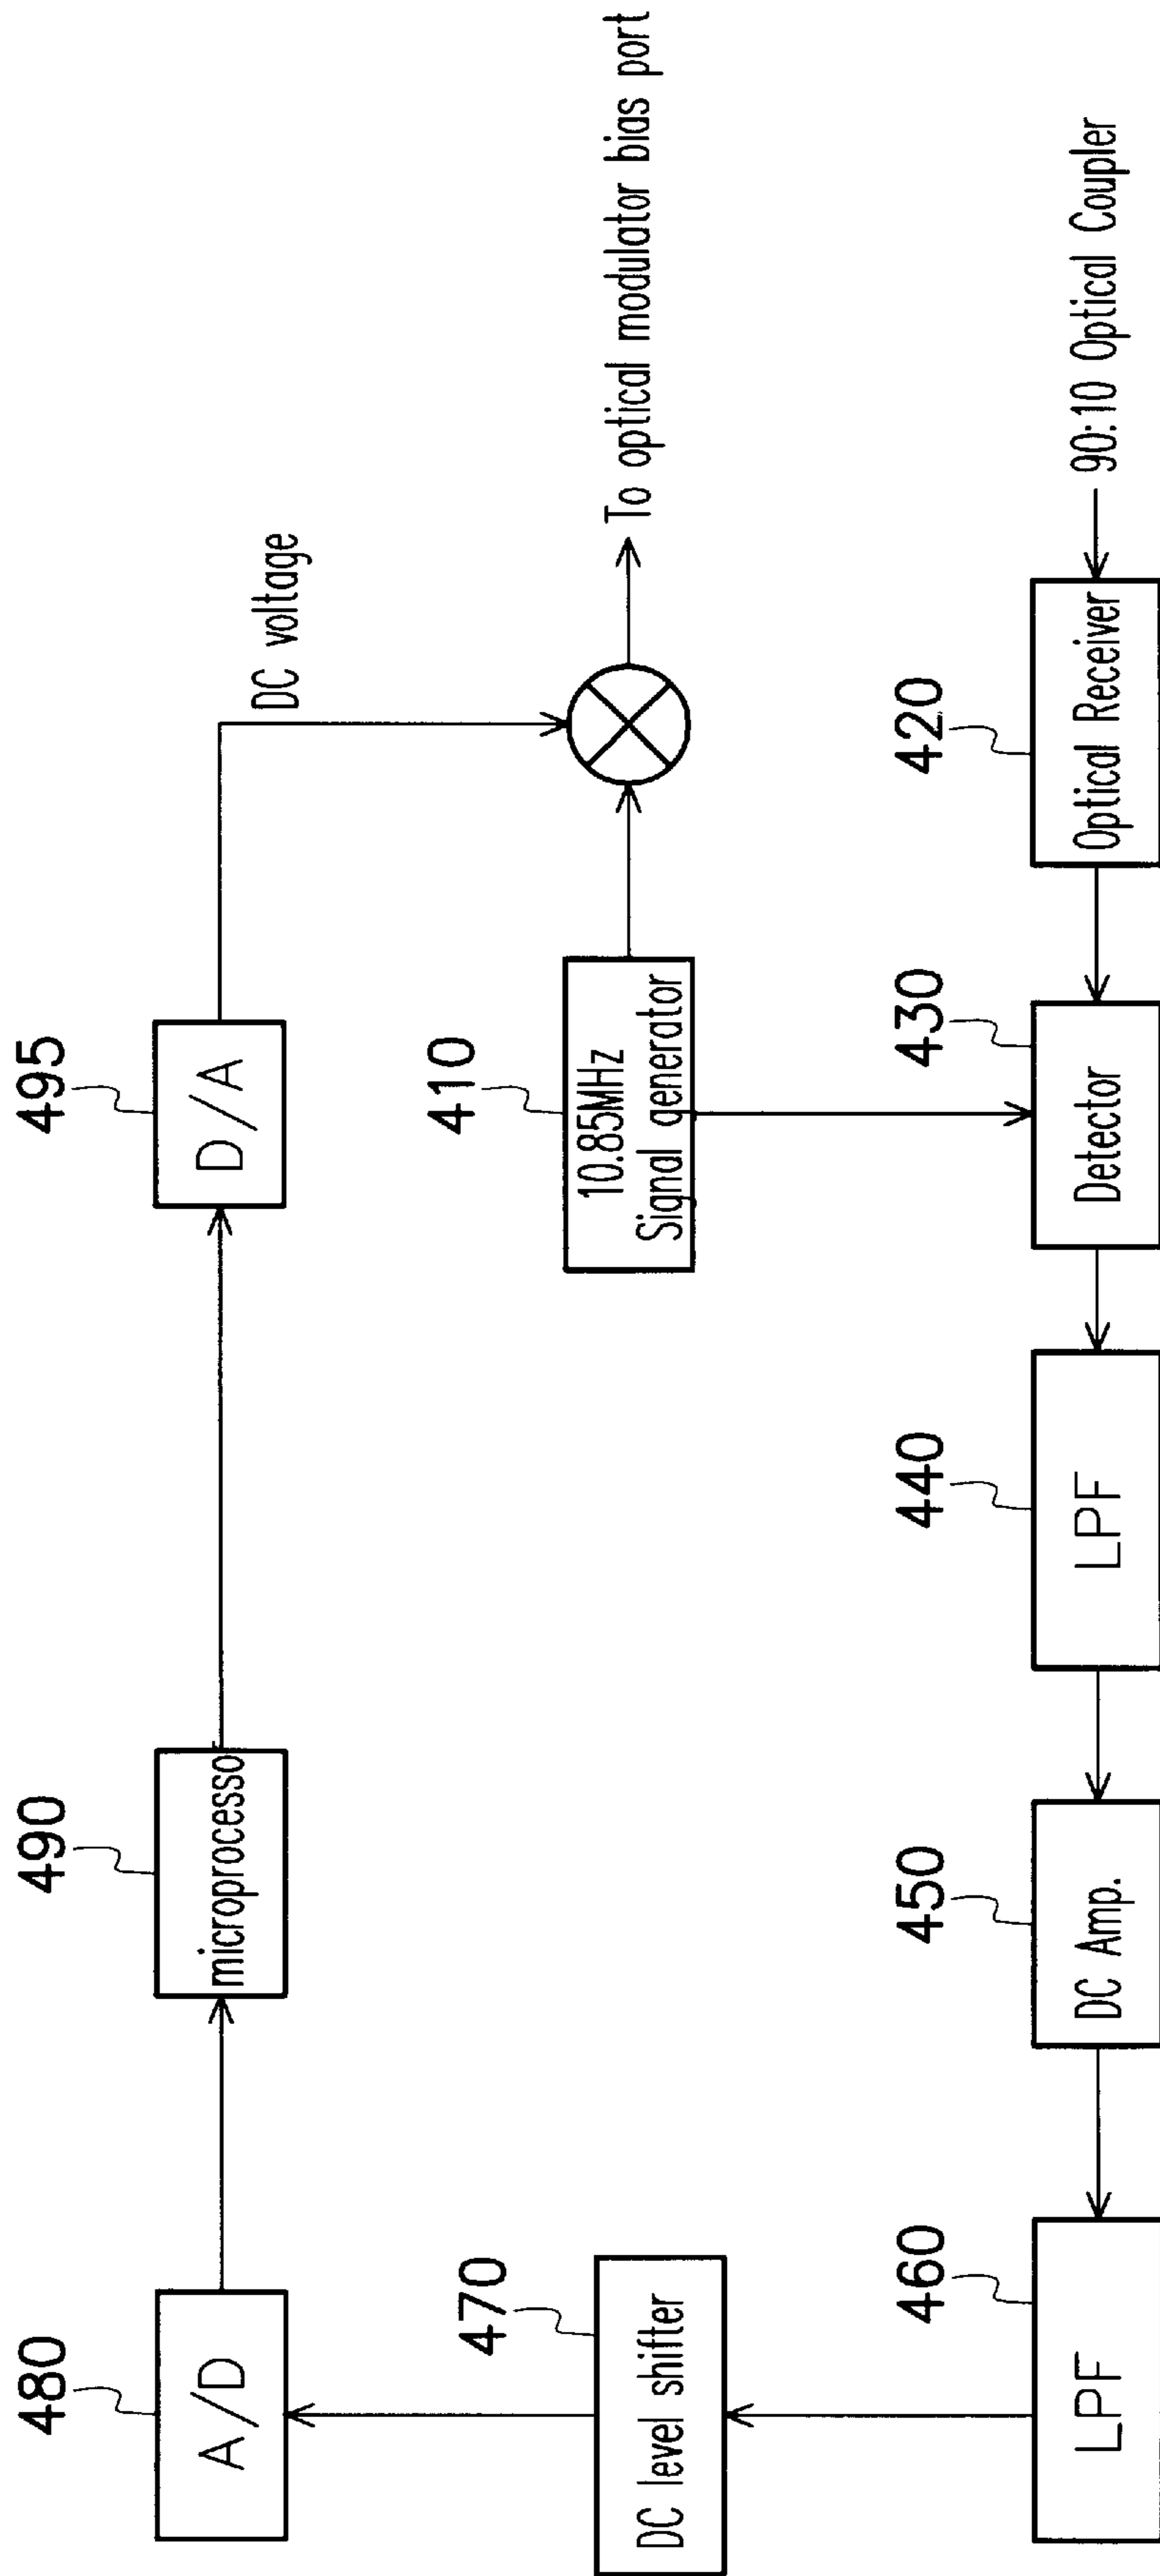 480
A/D
490
microprocesso
495
D/A
DC voltage
470
DC level shifter
410
10.85MHz
Signal generator
To optical modulator bias port
460
LPF
450
DC Amp.
440
LPF
430
Detector
420
Optical Receiver
90:10 Optical Coupler